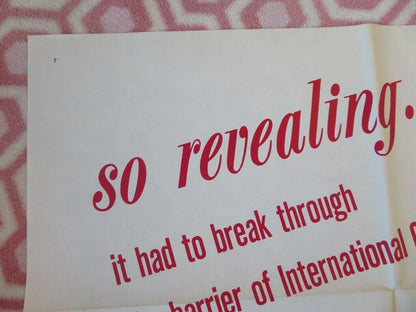 so revealing.
it had to break through
barrier of International